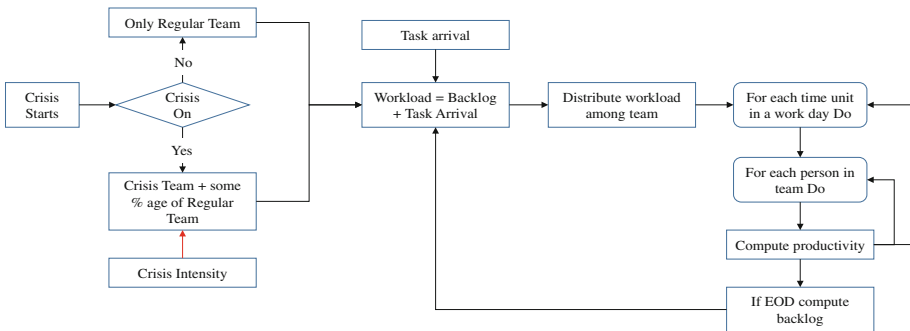 Only Regular Team
No
Crisis
Starts
Crisis
On
Yes
Crisis Team + some
% age of Regular
Team
Crisis Intensity
Task arrival
Workload = Backlog
+ Task Arrival
Distribute workload
among team
For each time unit
in a work day Do
For each person in
team Do
Compute productivity
If EOD compute
backlog